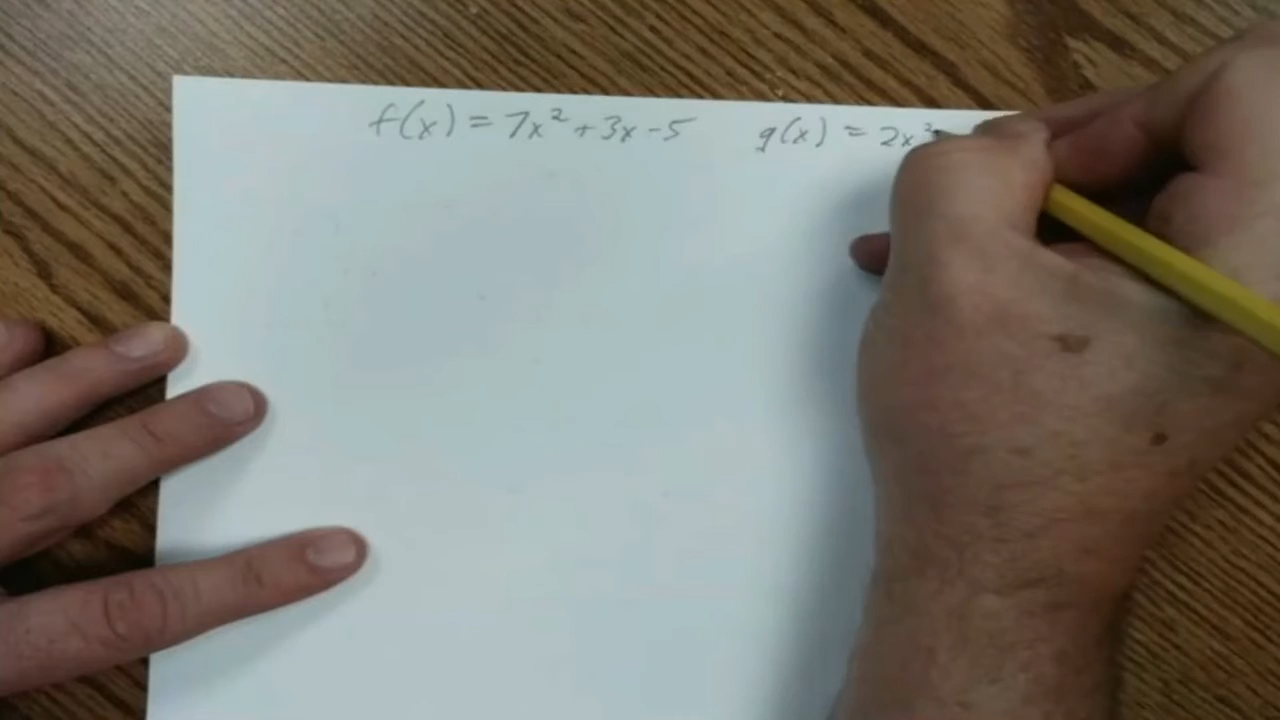 f(x) = 7x² + 3x - 5 g(x) = 2x